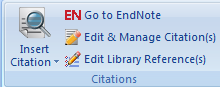 EN Go to EndNote
Insert Citation
Edit & Manage Citation(s)
Edit Library Reference(s)
Citations